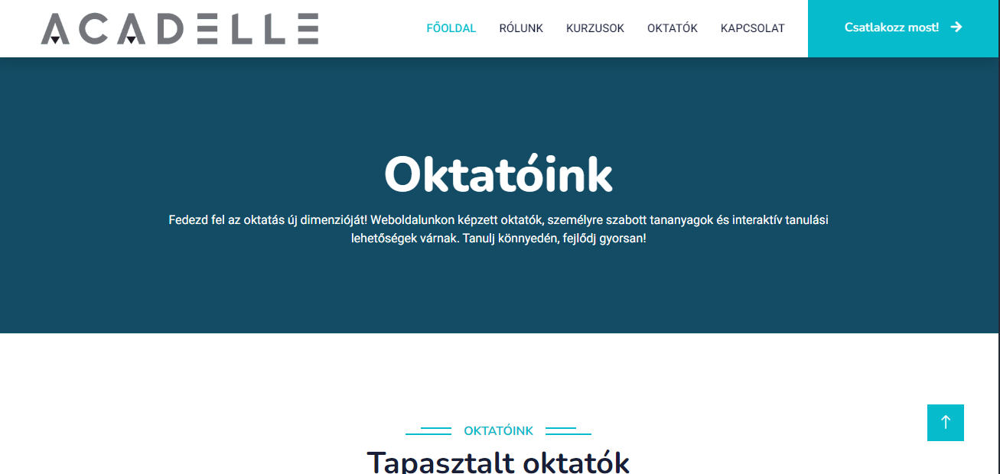 ACADELLE
FŐOLDAL RÓLUNK KURZUSOK OKTATÓK KAPCSOLAT Csatlakozz most!
Oktatóink
Fedezd fel az oktatás új dimenzióját! Weboldalunkon képzett oktatók, személyre szabott tananyagok és interaktív tanulási
lehetőségek várnak. Tanulj könnyedén, fejlődj gyorsan!
OKTATÓINK
Tapasztalt oktatók